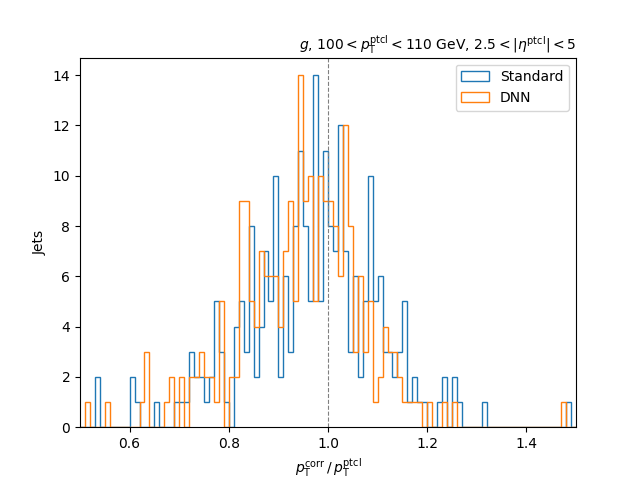 g, 100 < p_T^ptcl < 110 GeV, 2.5 < |η^ptcl| < 5
Standard
DNN
Jets
14
12
10
8
6
4
2
0
0.6 0.8 1.0 1.2 1.4
p_T^corr / p_T^ptcl